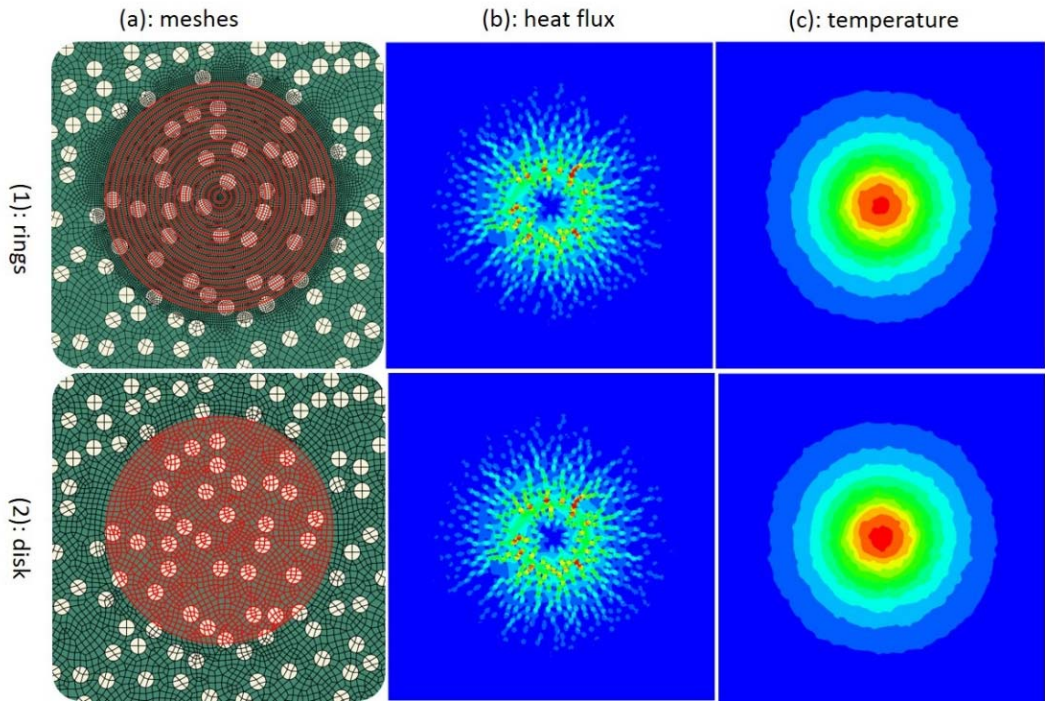 (a): meshes
(b): heat flux
(c): temperature
(1): rings
(2): disk